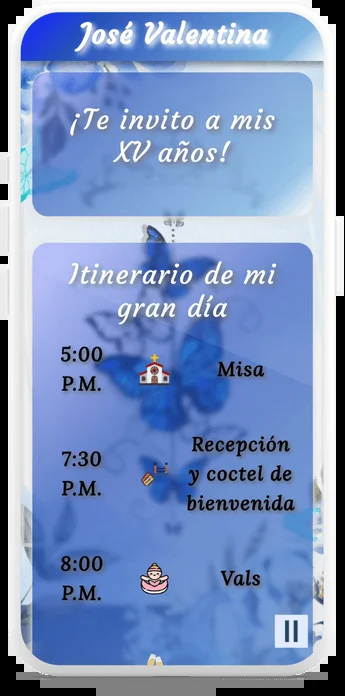 José Valentina
¡Te invito a mis
XV años!
Itinerario de mi
gran día
5:00
P.M.
Misa
7:30
P.M.
Recepción
y coctel de
bienvenida
8:00
P.M.
Vals